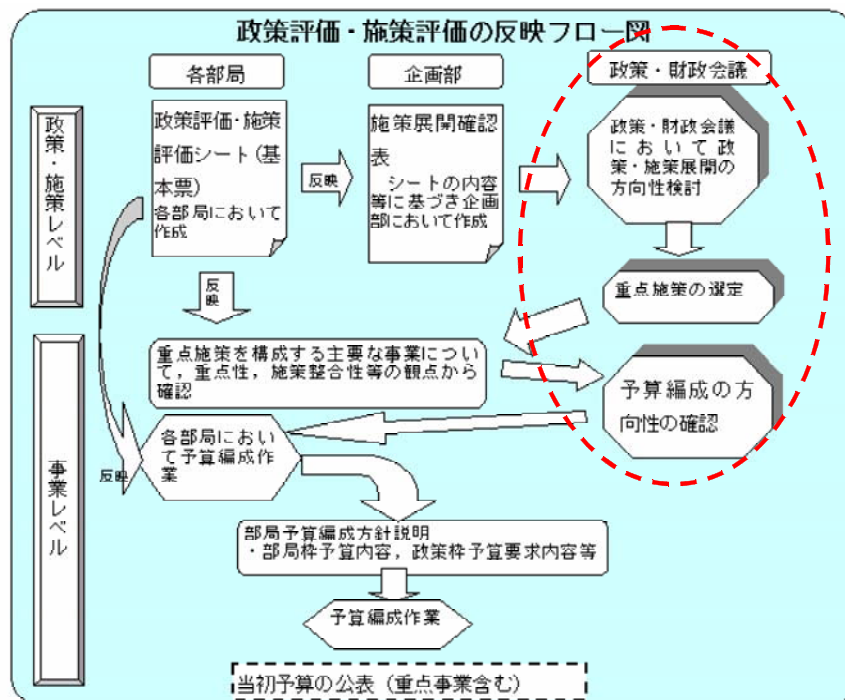 政策評価・施策評価の反映フロー図
各部局
企画部
政策・財政会議
政策・施策レベル
政策評価・施策
評価シート(基
本票)
各部局において
作成
反映
施策展開確認
表
シートの内容
等に基づき企画
部において作成
政策・財政会議
において政
策・施策展開の
方向性検討
反映
重点施策の選定
事業レベル
重点施策を構成する主要な事業につい
て，重点性，施策整合性等の観点から
確認
予算編成の方
向性の確認
反映
各部局におい
て予算編成作
業
部局予算編成方針説明
・部局枠予算内容，政策枠予算要求内容等
予算編成作業
当初予算の公表（重点事業含む）